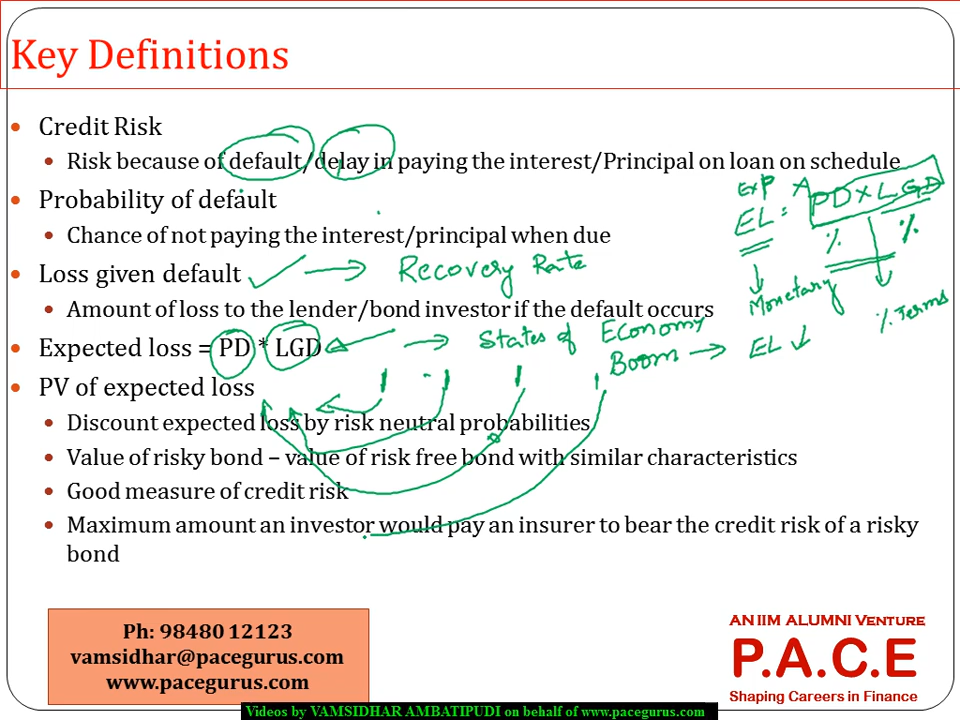 Key Definitions
• Credit Risk
• Risk because of default/delay in paying the interest/Principal on loan on schedule
• Probability of default
• Chance of not paying the interest/principal when due
• Loss given default
→ Recovery Rate
• Amount of loss to the lender/bond investor if the default occurs
• Expected loss = PD * LGD
→ States of Economy
Boom → EL ↓
• PV of expected loss
• Discount expected loss by risk neutral probabilities
• Value of risky bond – value of risk free bond with similar characteristics
• Good measure of credit risk
• Maximum amount an investor would pay an insurer to bear the credit risk of a risky
bond
Exp A
EL = PD X LGD
% %
Monetary
% Terms
Ph: 98480 12123
vamsidhar@pacegurus.com
www.pacegurus.com
AN IIM ALUMNI VENTURE
P.A.C.E
Shaping Careers in Finance
Videos by VAMSIDHAR AMBATIPUDI on behalf of www.pacegurus.com